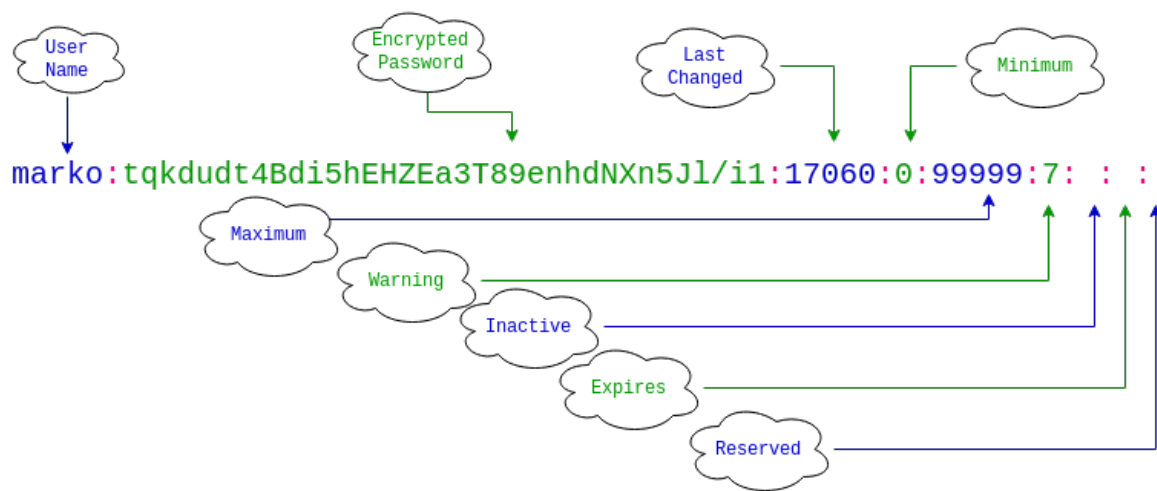 User
Name
Encrypted
Password
Last
Changed
Minimum
marko:tqkdudt4Bdi5hEHZEa3T89enhdNXn5Jl/i1:17060:0:99999:7: : :
Maximum
Warning
Inactive
Expires
Reserved